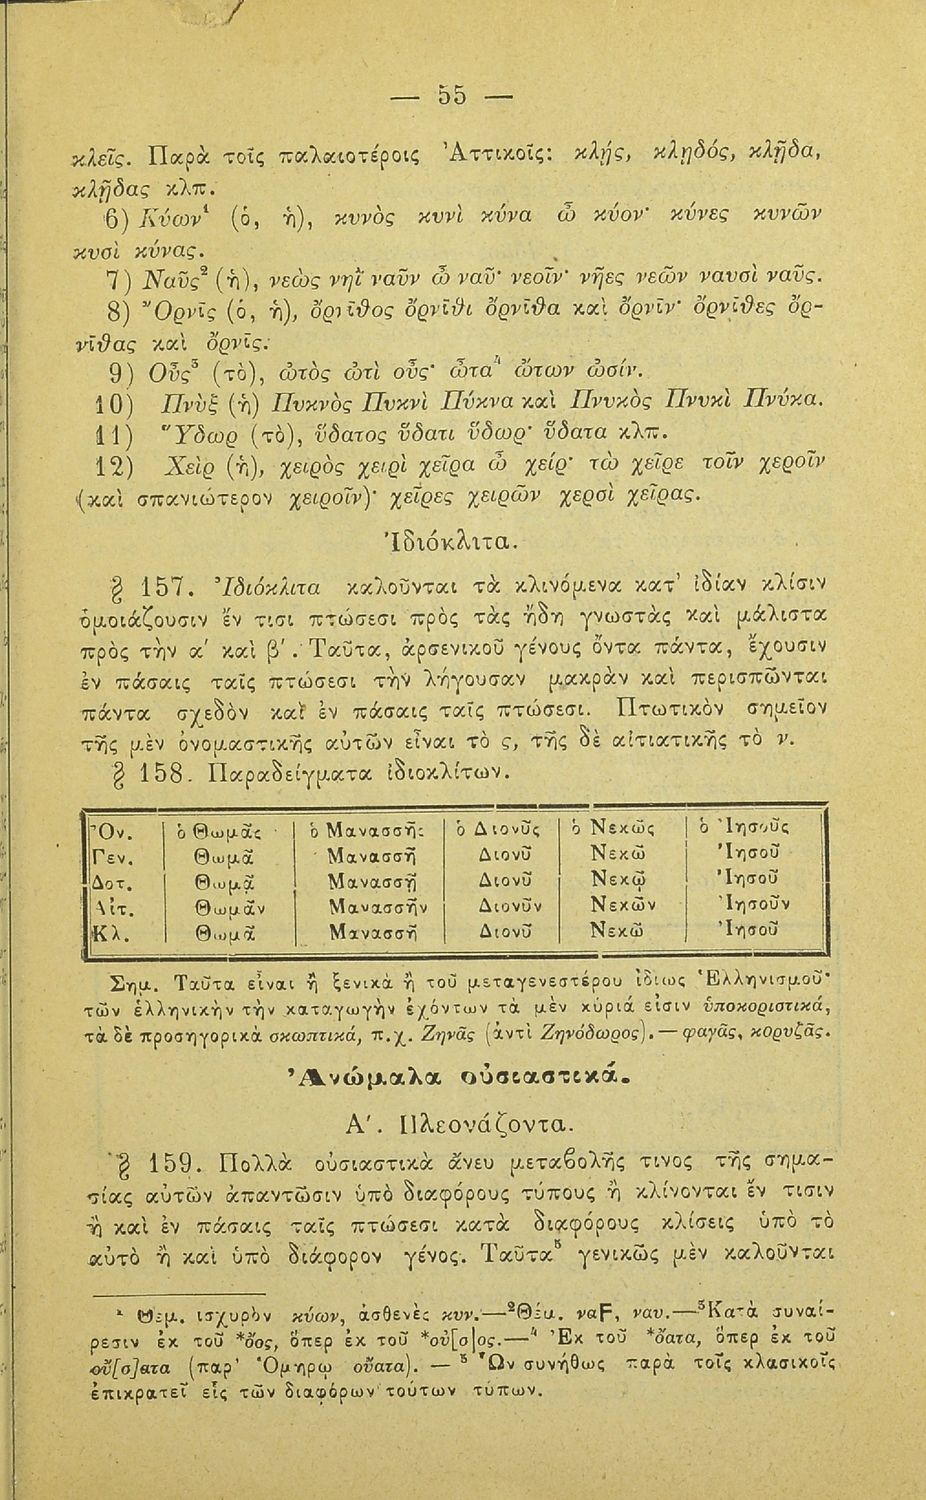 — 55 —
κλεῖς. Παρὰ τοῖς παλαιοτέροις Ἀττικοῖς: κλῄς, κλῃδός, κλῇδα,
κλῇδας κλπ.
6) Κύων¹ (ὁ, ἡ), κυνὸς κυνὶ κύνα ὦ κύον· κύνες κυνῶν
κυσὶ κύνας.
7) Ναῦς² (ἡ), νεὼς νηῒ ναῦν ὦ ναῦ· νεοῖν· νῆες νεῶν ναυσὶ ναῦς.
8) Ὄρνῑς (ὁ, ἡ), ὄρνῑθος ὄρνῑθι ὄρνῑθα καὶ ὄρνῑν· ὄρνῑθες ὄρ-
νῑθας καὶ ὄρνῑς.
9) Οὖς³ (τὸ), ὠτὸς ὠτὶ οὖς· ὦτα⁴ ὤτων ὠσίν.
10) Πνὺξ (ἡ) Πυκνὸς Πυκνὶ Πύκνα καὶ Πνυκὸς Πνυκὶ Πνύκα.
11) Ὕδωρ (τὸ), ὕδατος ὕδατι ὕδωρ· ὕδατα κλπ.
12) Χεὶρ (ἡ), χειρὸς χειρὶ χεῖρα ὦ χείρ· τὼ χεῖρε τοῖν χεροῖν
(καὶ σπανιώτερον χειροῖν)· χεῖρες χειρῶν χερσὶ χεῖρας.
Ἰδιόκλιτα.
§ 157. Ἰδιόκλιτα καλοῦνται τὰ κλινόμενα κατ’ ἰδίαν κλίσιν
ὁμοιάζουσιν ἔν τισι πτώσεσι πρὸς τὰς ἤδη γνωστὰς καὶ μάλιστα
πρὸς τὴν α′ καὶ β′. Ταῦτα, ἀρσενικοῦ γένους ὄντα πάντα, ἔχουσιν
ἐν πάσαις ταῖς πτώσεσι τὴν λήγουσαν μακρὰν καὶ περισπῶνται
πάντα σχεδὸν καὶ ἐν πάσαις ταῖς πτώσεσι. Πτωτικὸν σημεῖον
τῆς μὲν ὀνομαστικῆς αὐτῶν εἶναι τὸ ς, τῆς δὲ αἰτιατικῆς τὸ ν.
§ 158. Παραδείγματα ἰδιοκλίτων.
Ὀν. ὁ Θωμᾶς ὁ Μανασσῆς ὁ Διονῦς ὁ Νεκῶς ὁ Ἰησοῦς
Γεν. Θωμᾶ Μανασσῆ Διονῦ Νεκῶ Ἰησοῦ
Δοτ. Θωμᾷ Μανασσῇ Διονῦ Νεκῷ Ἰησοῦ
Αἰτ. Θωμᾶν Μανασσῆν Διονῦν Νεκῶν Ἰησοῦν
Κλ. Θωμᾶ Μανασσῆ Διονῦ Νεκῶ Ἰησοῦ
Σημ. Ταῦτα εἶναι ἢ ξενικὰ ἢ τοῦ μεταγενεστέρου ἰδίως Ἑλληνισμοῦ·
τῶν ἑλληνικὴν τὴν καταγωγὴν ἐχόντων τὰ μὲν κύριά εἰσιν ὑποκοριστικά,
τὰ δὲ προσηγορικὰ σκωπτικά, π.χ. Ζηνᾶς (ἀντὶ Ζηνόδωρος).— φαγᾶς, κορυζᾶς.
Ἀνώμαλα οὐσιαστικά.
Α′. Πλεονάζοντα.
§ 159. Πολλὰ οὐσιαστικὰ ἄνευ μεταβολῆς τινος τῆς σημα-
σίας αὐτῶν ἀπαντῶσιν ὑπὸ διαφόρους τύπους ἢ κλίνονται ἔν τισιν
ἢ καὶ ἐν πάσαις ταῖς πτώσεσι κατὰ διαφόρους κλίσεις ὑπὸ τὸ
αὐτὸ ἢ καὶ ὑπὸ διάφορον γένος. Ταῦτα⁵ γενικῶς μὲν καλοῦνται
¹ Θεμ. ισχυρὸν κύων, ἀσθενὲς κυν.—²Θέμ. ναϜ, ναυ.—³Κατὰ συναί-
ρεσιν ἐκ τοῦ *ὄος, ὅπερ ἐκ τοῦ *οὖ[σ]ος.—⁴ Ἐκ τοῦ *ὄατα, ὅπερ ἐκ τοῦ
οὔ[σ]ατα (παρ’ Ὁμήρῳ οὔατα). — ⁵ Ὧν συνήθως παρὰ τοῖς κλασικοῖς
ἐπικρατεῖ εἷς τῶν διαφόρων τούτων τύπων.